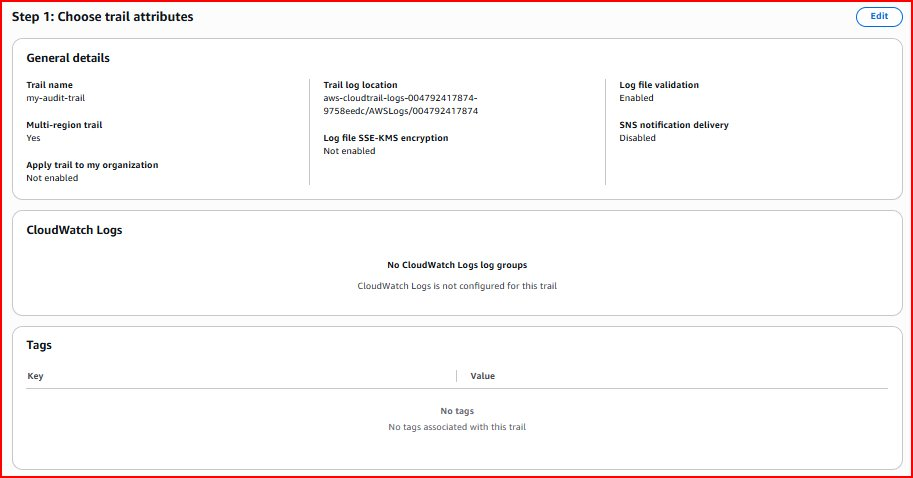 Step 1: Choose trail attributes
Edit
General details
Trail name
my-audit-trail
Multi-region trail
Yes
Apply trail to my organization
Not enabled
Trail log location
aws-cloudtrail-logs-004792417874-
9758eedc/AWSLogs/004792417874
Log file SSE-KMS encryption
Not enabled
Log file validation
Enabled
SNS notification delivery
Disabled
CloudWatch Logs
No CloudWatch Logs log groups
CloudWatch Logs is not configured for this trail
Tags
Key
Value
No tags
No tags associated with this trail